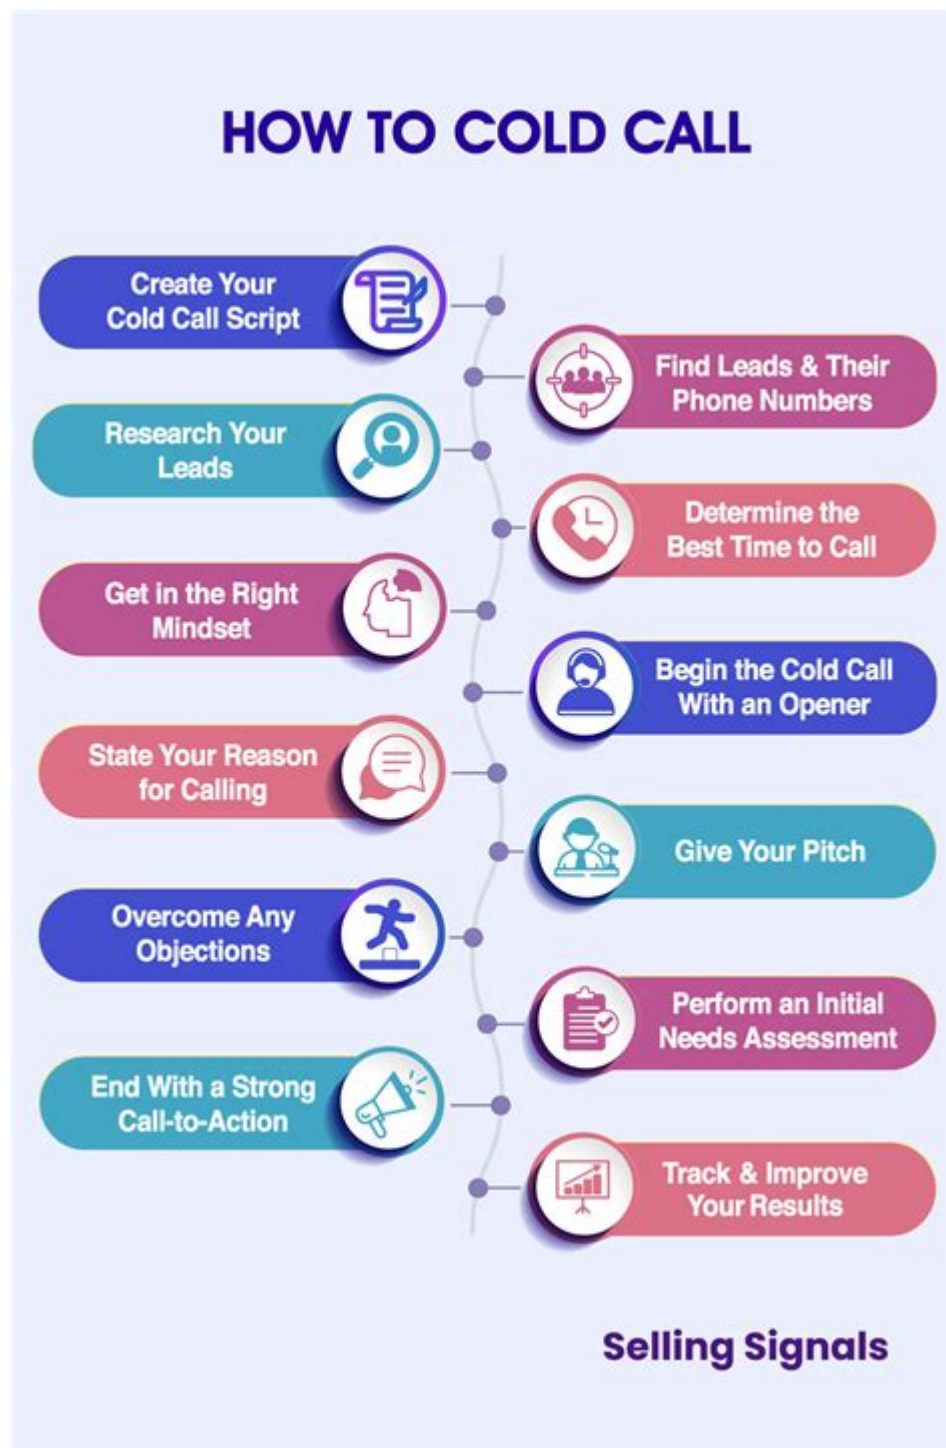 HOW TO COLD CALL
Create Your
Cold Call Script
Find Leads & Their
Phone Numbers
Research Your
Leads
Determine the
Best Time to Call
Get in the Right
Mindset
Begin the Cold Call
With an Opener
State Your Reason
for Calling
Give Your Pitch
Overcome Any
Objections
Perform an Initial
Needs Assessment
End With a Strong
Call-to-Action
Track & Improve
Your Results
Selling Signals